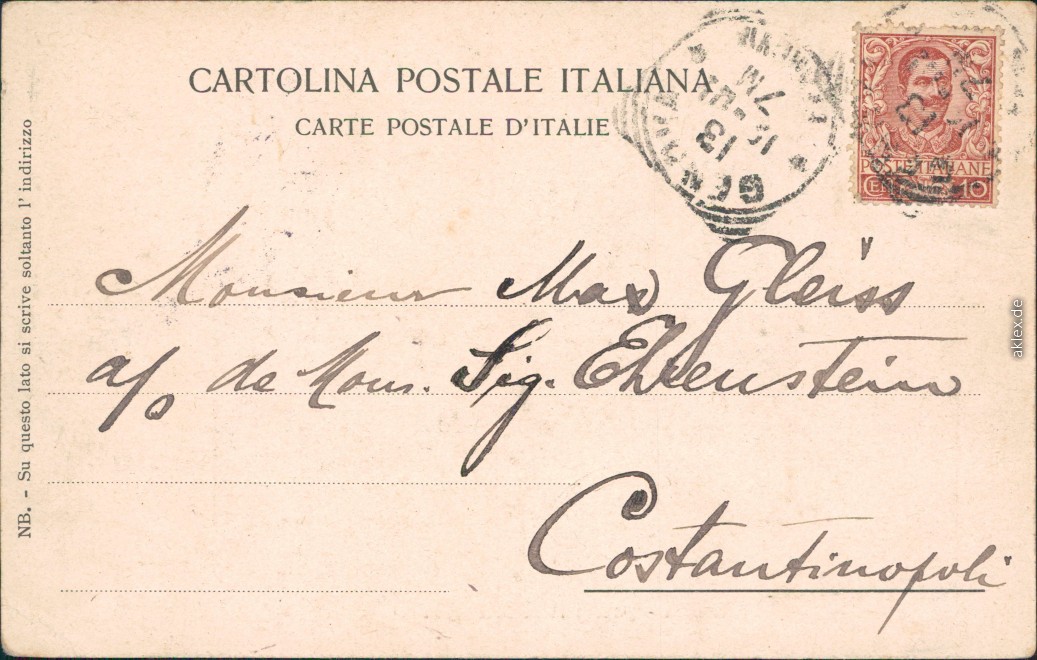 CARTOLINA POSTALE ITALIANA
CARTE POSTALE D'ITALIE
POSTE ITALIANE
10
Monsieur Max Gleiss
a/s de Mons. Sig. Ehrenstein
Costantinopoli
NB. - Su questo lato si scrive soltanto l' indirizzo
aklex.de